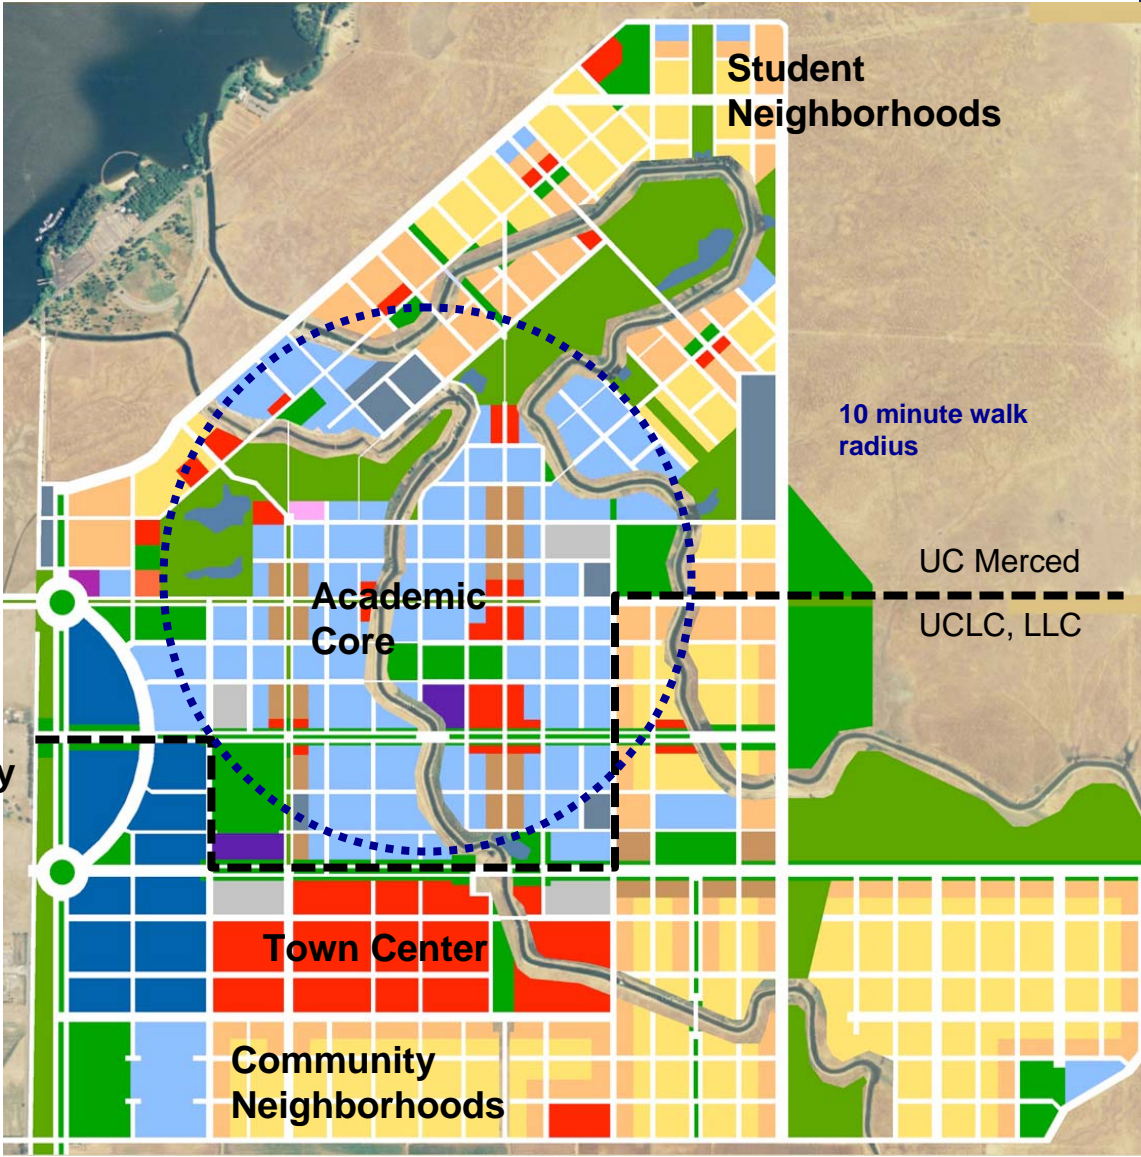 Student
Neighborhoods
10 minute walk
radius
UC Merced
UCLC, LLC
Academic
Core
y
Town Center
Community
Neighborhoods